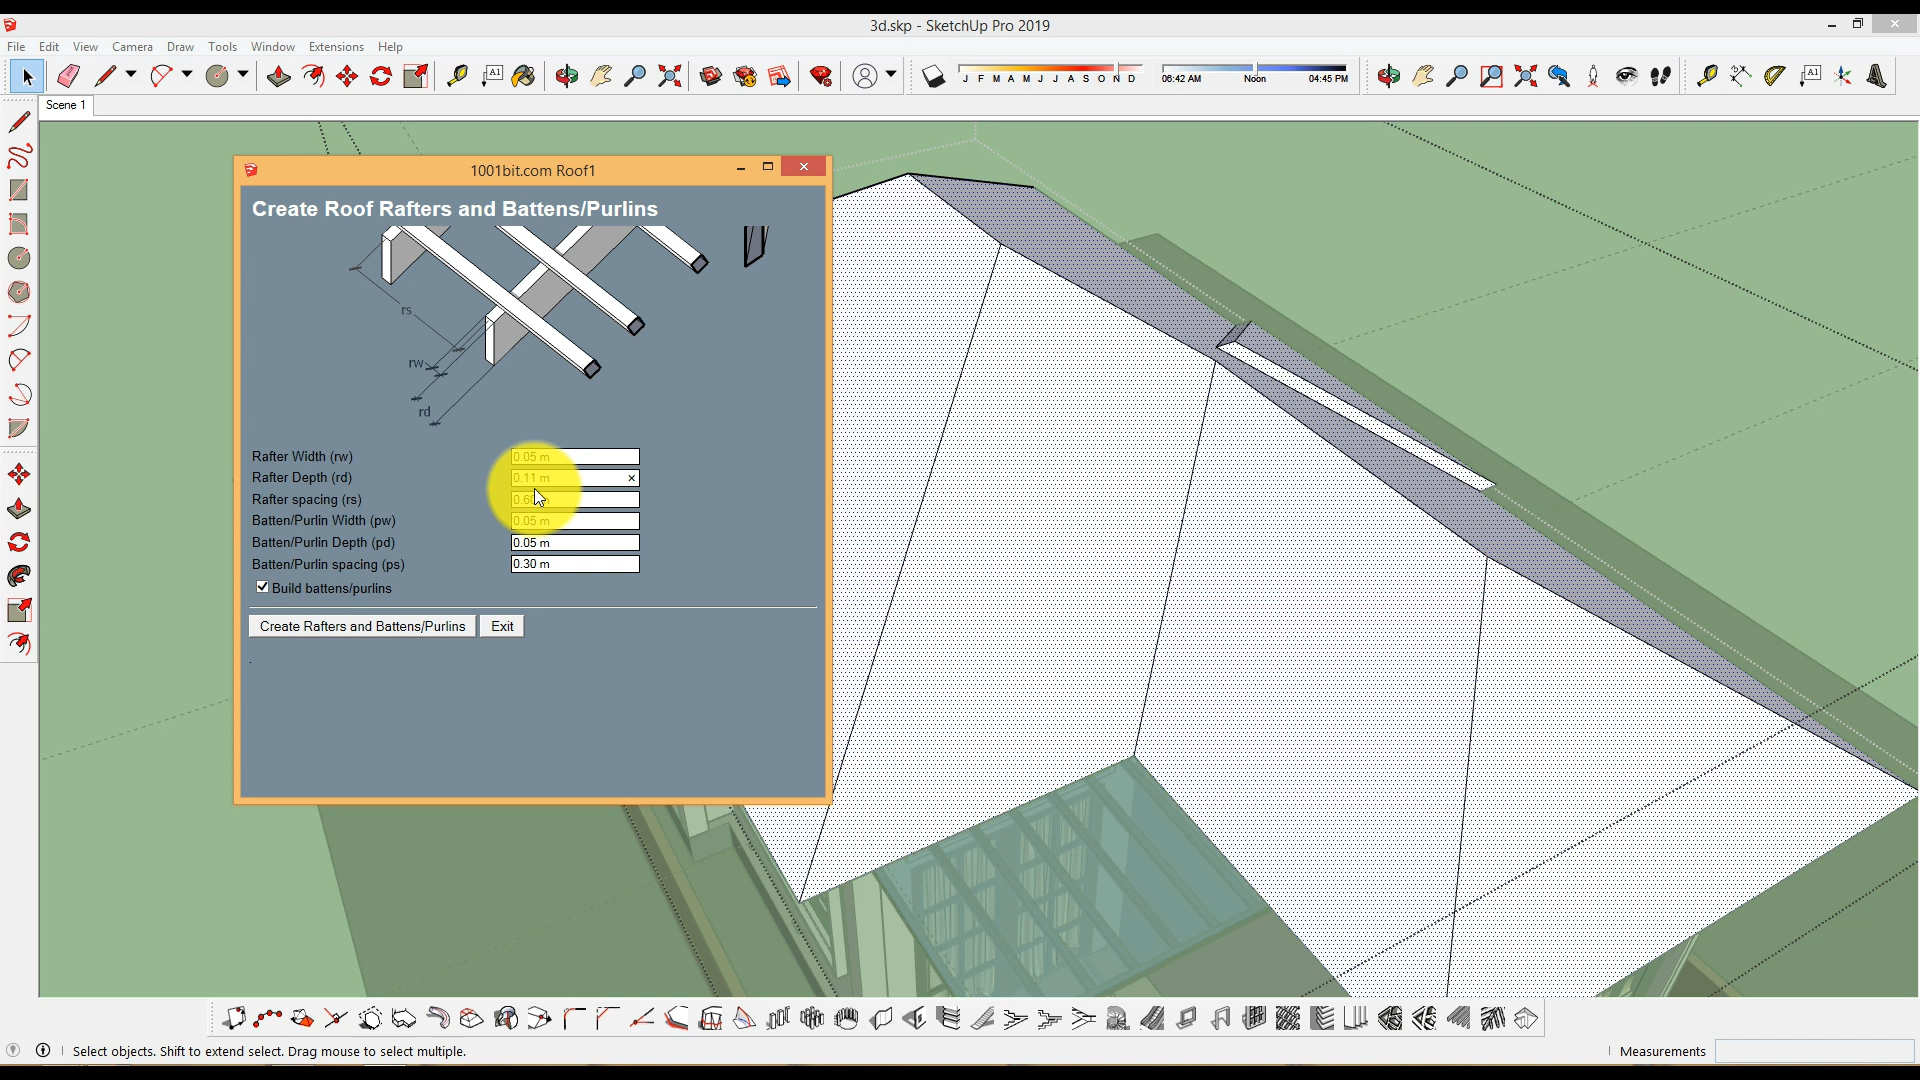 3d.skp - SketchUp Pro 2019
File Edit View Camera Draw Tools Window Extensions Help
A1
J F M A M J J A S O N D
06:42 AM Noon 04:45 PM
A1
Scene 1
1001bit.com Roof1
Create Roof Rafters and Battens/Purlins
rs
rw
rd
Rafter Width (rw) 0.05 m
Rafter Depth (rd) 0.11 m
Rafter spacing (rs) 0.60 m
Batten/Purlin Width (pw) 0.05 m
Batten/Purlin Depth (pd) 0.05 m
Batten/Purlin spacing (ps) 0.30 m
Build battens/purlins
Create Rafters and Battens/Purlins Exit
Select objects. Shift to extend select. Drag mouse to select multiple.
Measurements